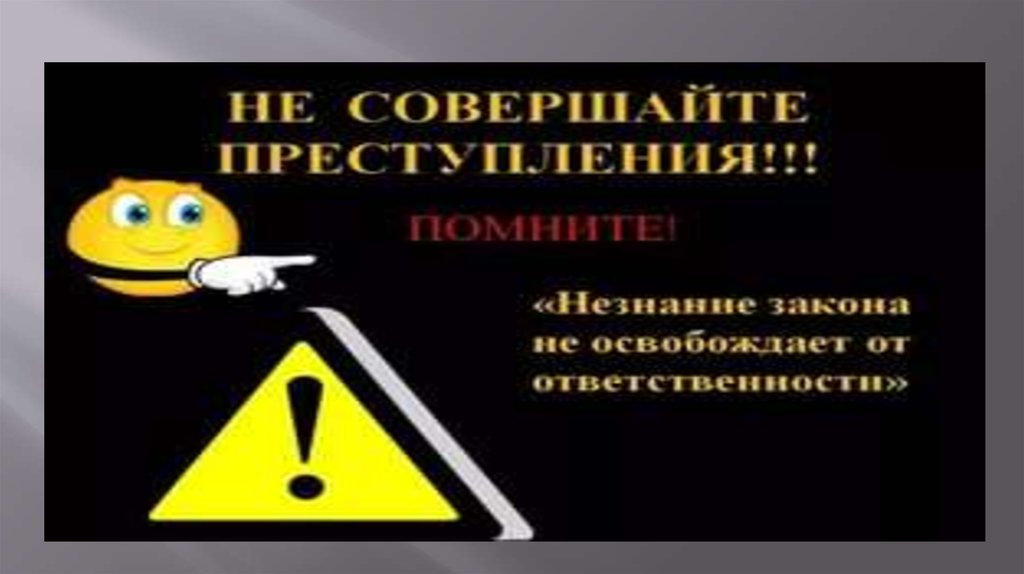 НЕ СОВЕРШАЙТЕ
ПРЕСТУПЛЕНИЯ!!!
ПОМНИТЕ!
«Незнание закона
не освобождает от
ответственности»